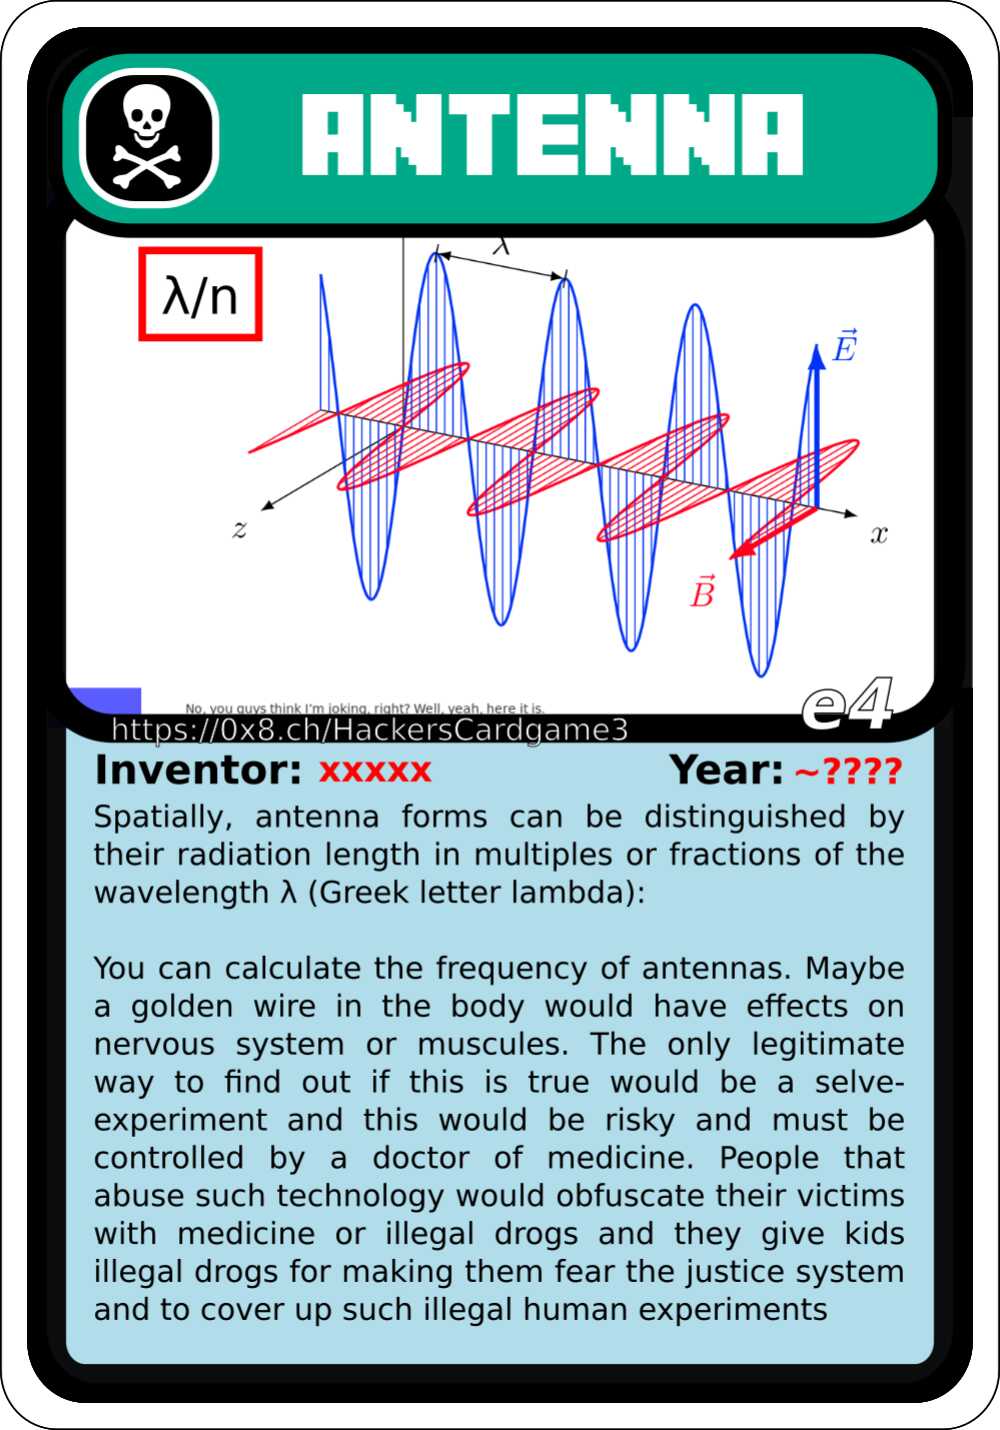 ANTENNA
λ/n
λ
E
z
x
B
No, you guys think I'm joking, right? Well, yeah, here it is.
e4
https://0x8.ch/HackersCardgame3
Inventor: xxxxx Year: ~????
Spatially, antenna forms can be distinguished by
their radiation length in multiples or fractions of the
wavelength λ (Greek letter lambda):
You can calculate the frequency of antennas. Maybe
a golden wire in the body would have effects on
nervous system or muscules. The only legitimate
way to find out if this is true would be a selve-
experiment and this would be risky and must be
controlled by a doctor of medicine. People that
abuse such technology would obfuscate their victims
with medicine or illegal drogs and they give kids
illegal drogs for making them fear the justice system
and to cover up such illegal human experiments